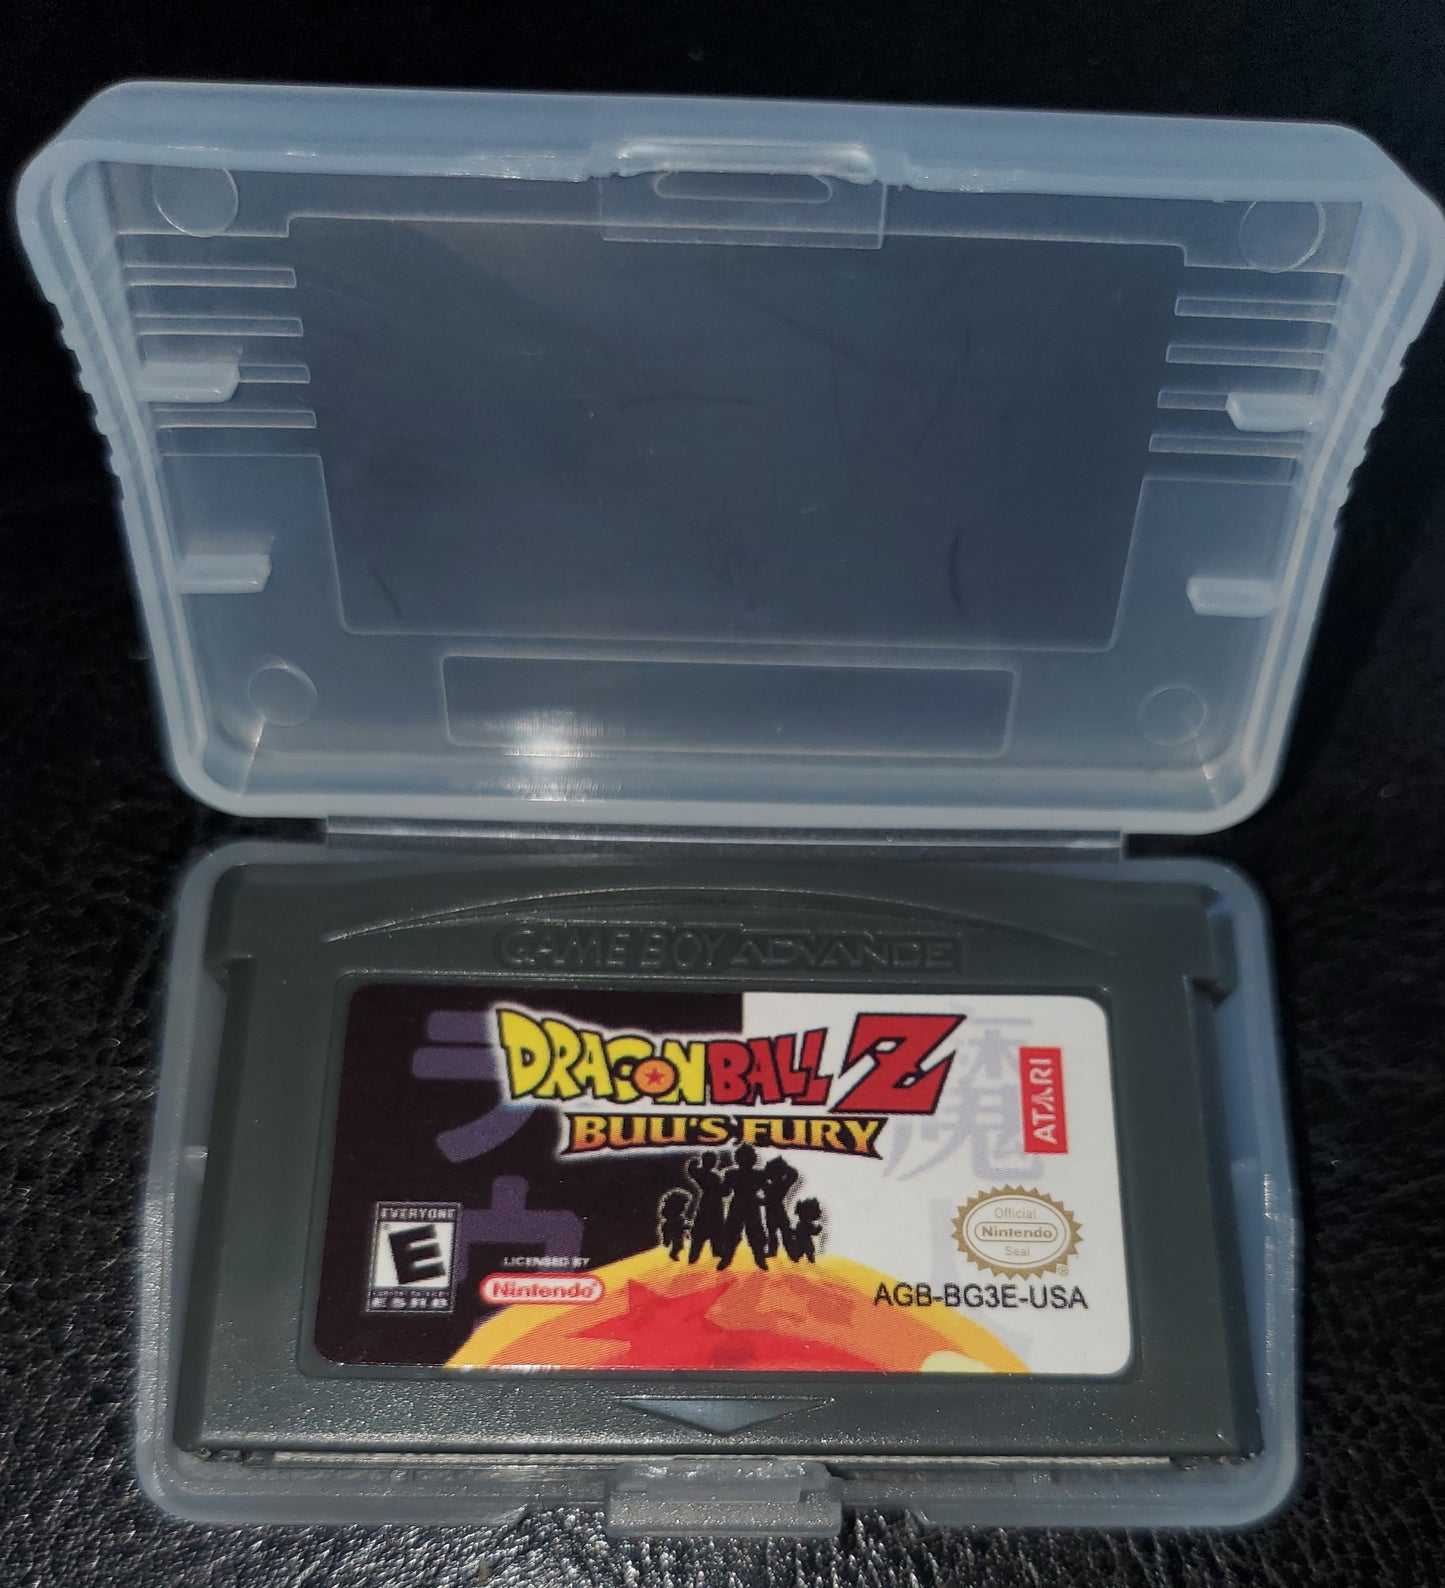 GAME BOY ADVANCE
DRAGON BALL Z
BUU'S FURY
ATARI
EVERYONE
E
ESRB
LICENSED BY
Nintendo
Official
Nintendo
Seal
®
AGB-BG3E-USA